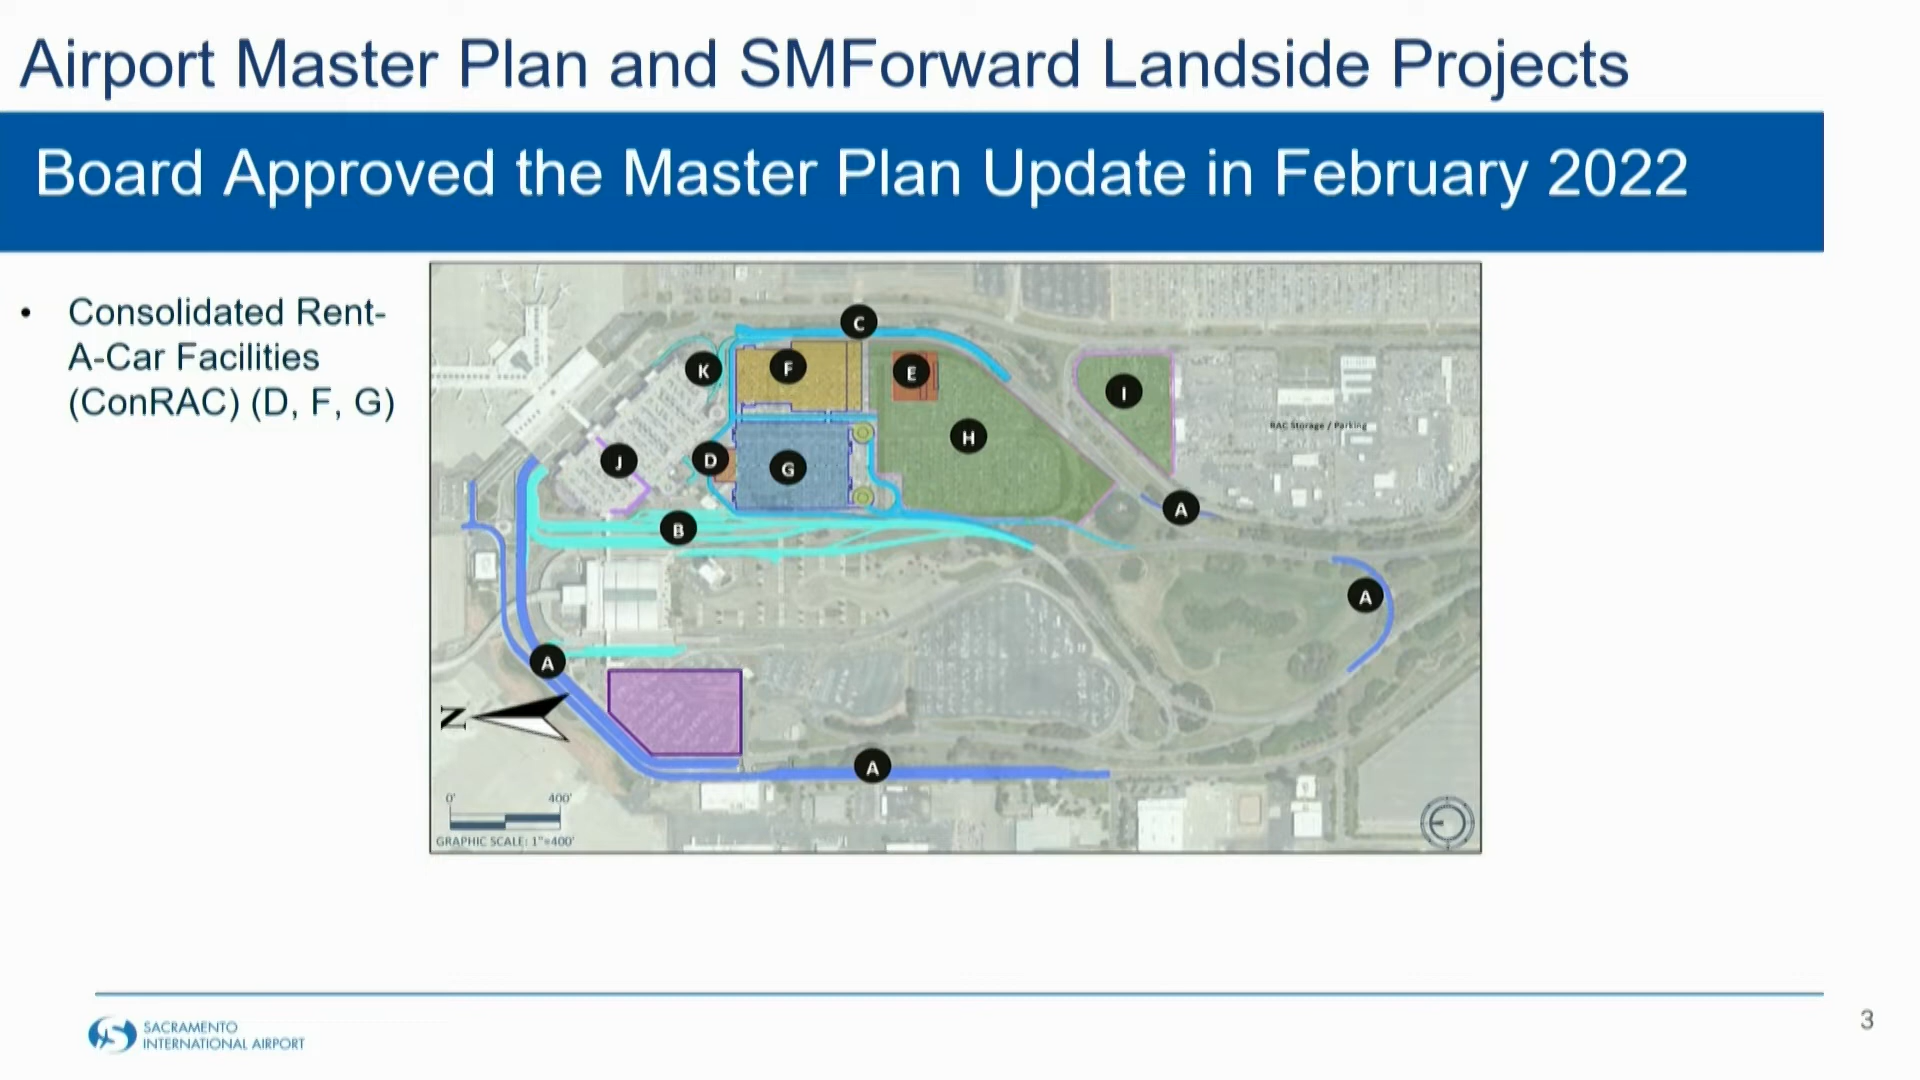 Airport Master Plan and SMForward Landside Projects
Board Approved the Master Plan Update in February 2022
• Consolidated Rent-
A-Car Facilities
(ConRAC) (D, F, G)
C
K
F
E
I
H
RAC Storage / Parking
J
D
G
A
B
A
A
N
A
0' 400'
GRAPHIC SCALE: 1"=400'
SACRAMENTO
INTERNATIONAL AIRPORT
3